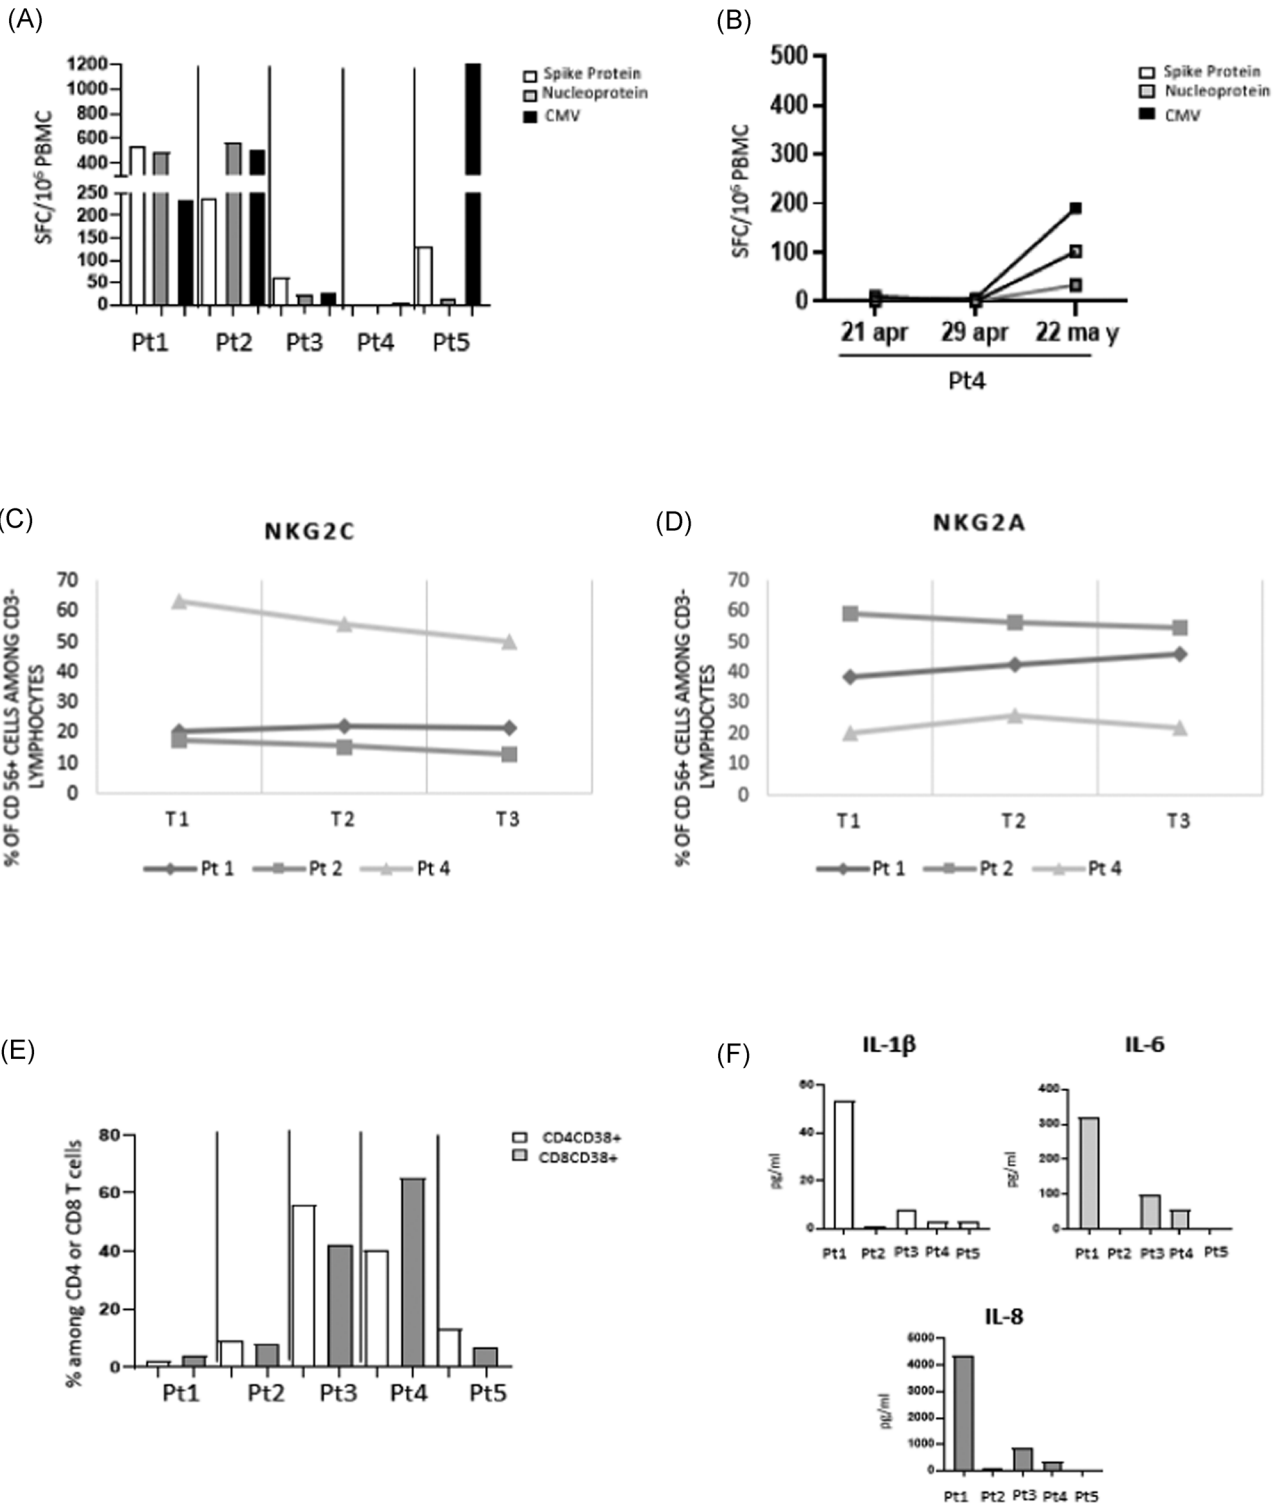 (A)
1200
1000
800
600
400
250
200
150
100
50
0
SFC/10⁶ PBMC
Pt1 Pt2 Pt3 Pt4 Pt5
Spike Protein
Nucleoprotein
CMV
(B)
500
400
300
200
100
0
SFC/10⁶ PBMC
21 apr 29 apr 22 ma y
Pt4
Spike Protein
Nucleoprotein
CMV
(C)
NKG2C
% OF CD 56+ CELLS AMONG CD3-
LYMPHOCYTES
70
60
50
40
30
20
10
0
T1 T2 T3
Pt 1 Pt 2 Pt 4
(D)
NKG2A
% OF CD 56+ CELLS AMONG CD3-
LYMPHOCYTES
70
60
50
40
30
20
10
0
T1 T2 T3
Pt 1 Pt 2 Pt 4
(E)
% among CD4 or CD8 T cells
80
60
40
20
0
Pt1 Pt2 Pt3 Pt4 Pt5
CD4CD38+
CD8CD38+
(F)
IL-1β
pg/ml
60
40
20
0
Pt1 Pt2 Pt3 Pt4 Pt5
IL-6
pg/ml
400
300
200
100
0
Pt1 Pt2 Pt3 Pt4 Pt5
IL-8
pg/ml
6000
4000
3000
2000
1000
0
Pt1 Pt2 Pt3 Pt4 Pt5